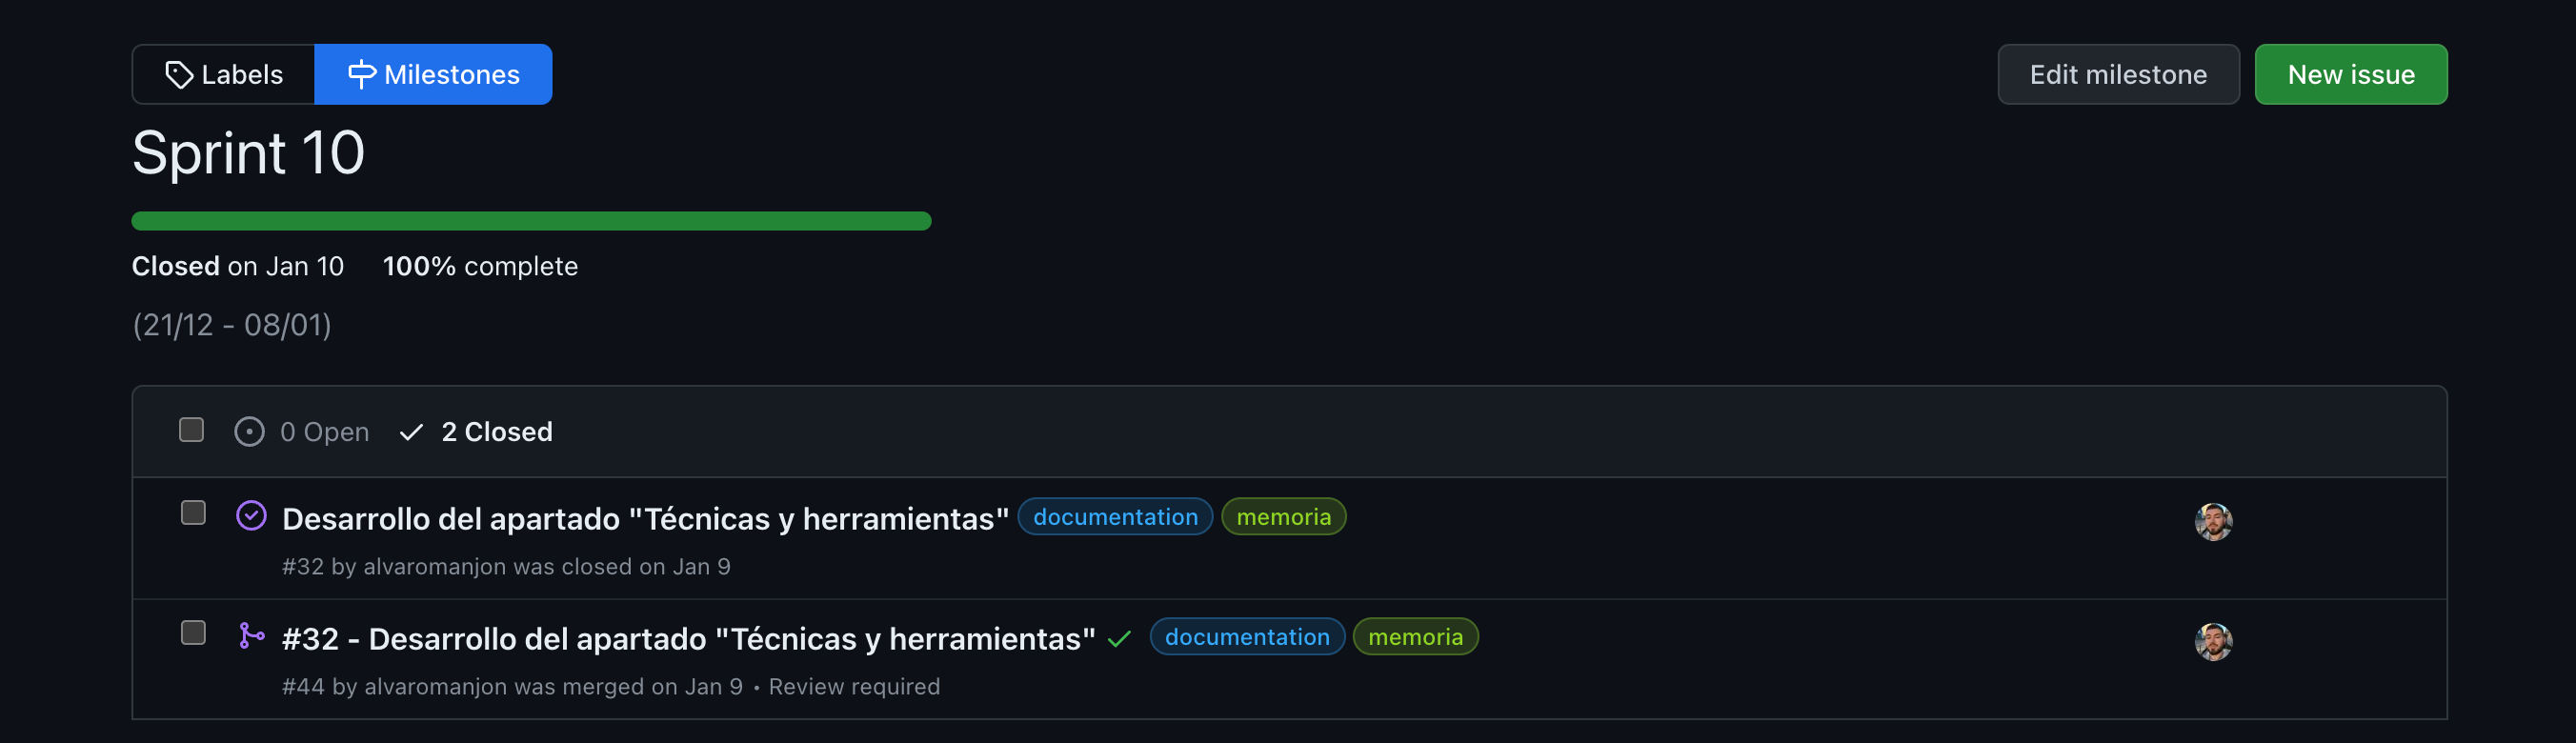 Labels Milestones Edit milestone New issue
Sprint 10
Closed on Jan 10 100% complete
(21/12 - 08/01)
0 Open 2 Closed
Desarrollo del apartado "Técnicas y herramientas" documentation memoria
#32 by alvaromanjon was closed on Jan 9
#32 - Desarrollo del apartado "Técnicas y herramientas" documentation memoria
#44 by alvaromanjon was merged on Jan 9 • Review required